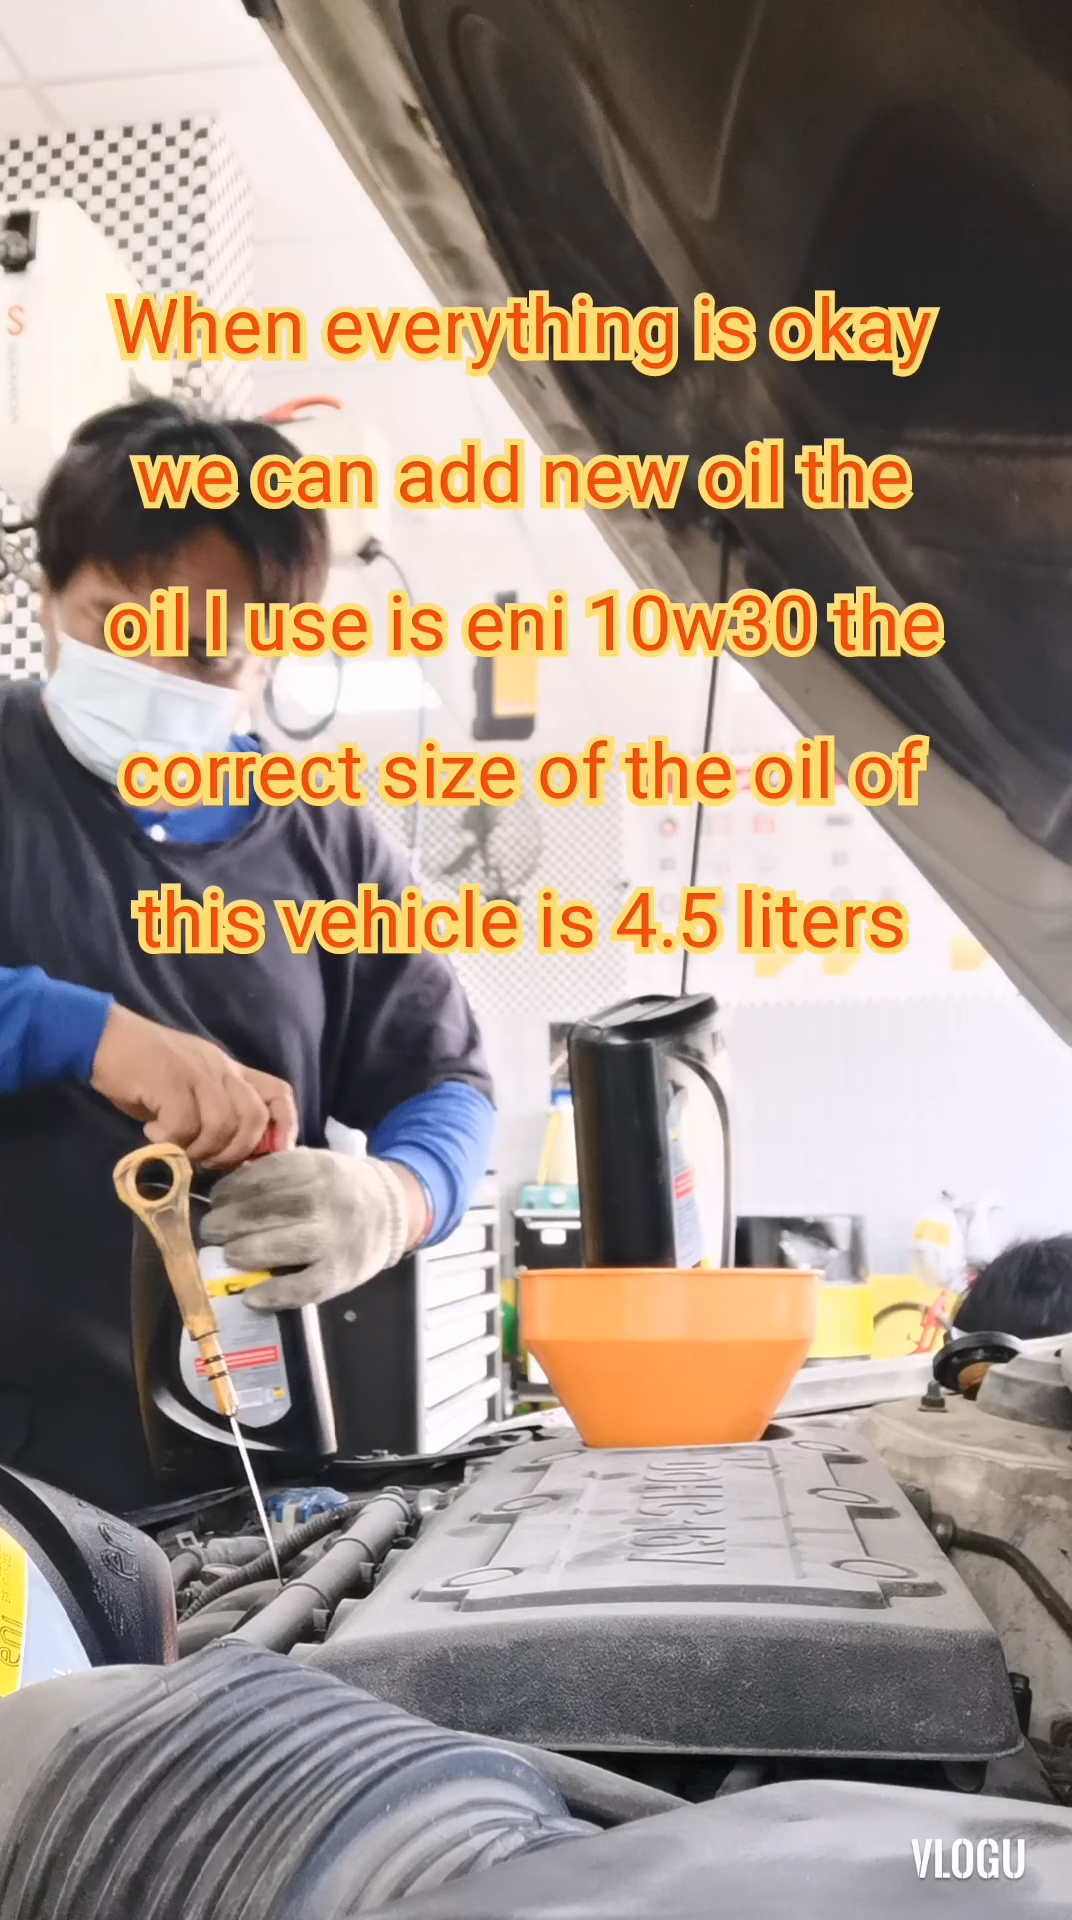 When everything is okay
we can add new oil the
oil I use is eni 10w30 the
correct size of the oil of
this vehicle is 4.5 liters
S
DOHC 16V
eni
eni
VLOGU